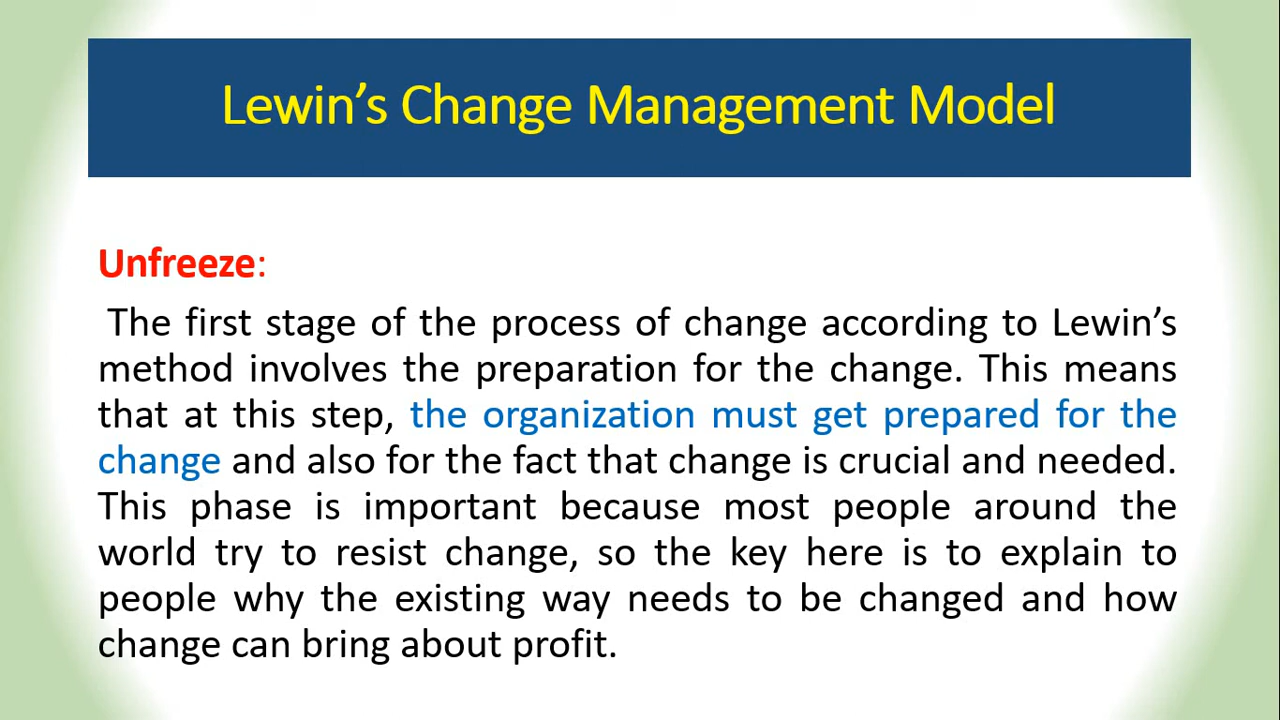 Lewin’s Change Management Model
Unfreeze:
The first stage of the process of change according to Lewin’s
method involves the preparation for the change. This means
that at this step, the organization must get prepared for the
change and also for the fact that change is crucial and needed.
This phase is important because most people around the
world try to resist change, so the key here is to explain to
people why the existing way needs to be changed and how
change can bring about profit.